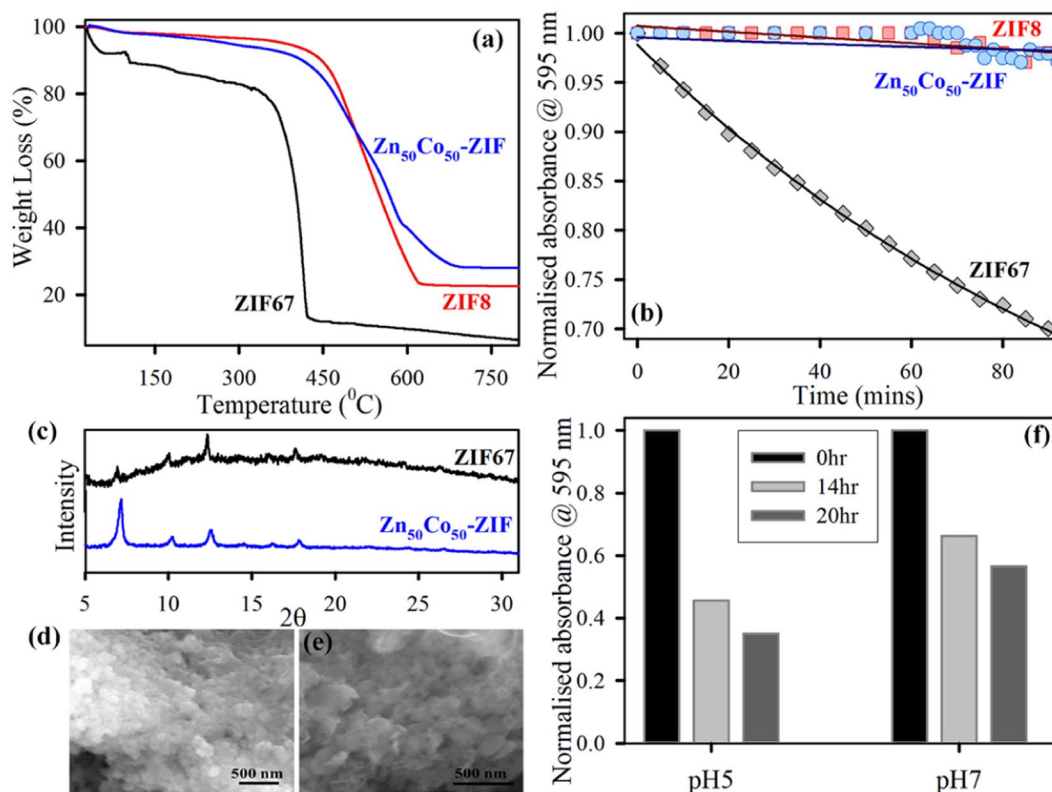 (a)
Weight Loss (%)
100
80
60
40
20
Zn₅₀Co₅₀-ZIF
ZIF67
ZIF8
150 300 450 600 750
Temperature (⁰C)
(b)
Normalised absorbance @ 595 nm
1.00
0.95
0.90
0.85
0.80
0.75
0.70
ZIF8
Zn₅₀Co₅₀-ZIF
ZIF67
0 20 40 60 80
Time (mins)
(c)
Intensity
ZIF67
Zn₅₀Co₅₀-ZIF
5 10 15 20 25 30
2θ
(d)
500 nm
(e)
500 nm
(f)
Normalised absorbance @ 595 nm
1.0
0.8
0.6
0.4
0.2
0.0
0hr
14hr
20hr
pH5 pH7